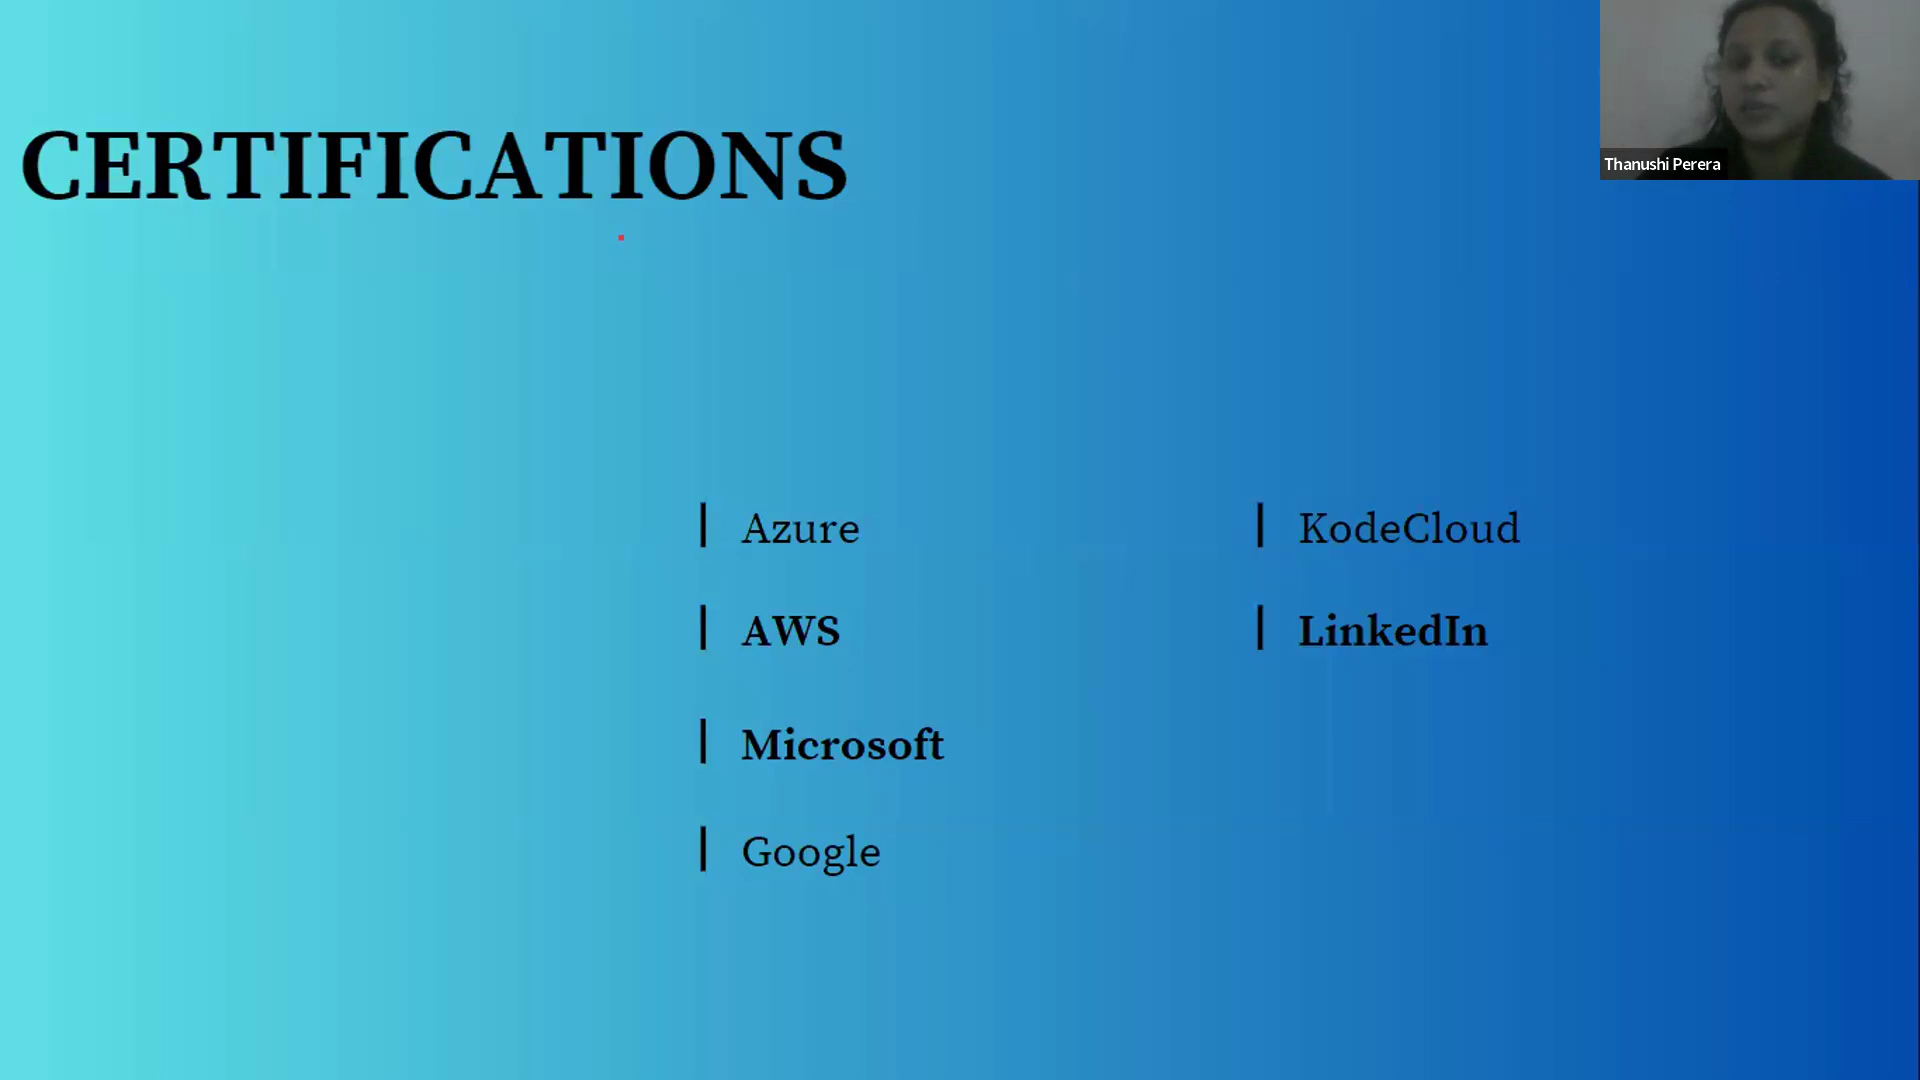 CERTIFICATIONS
Thanushi Perera
Azure
AWS
Microsoft
Google
KodeCloud
LinkedIn